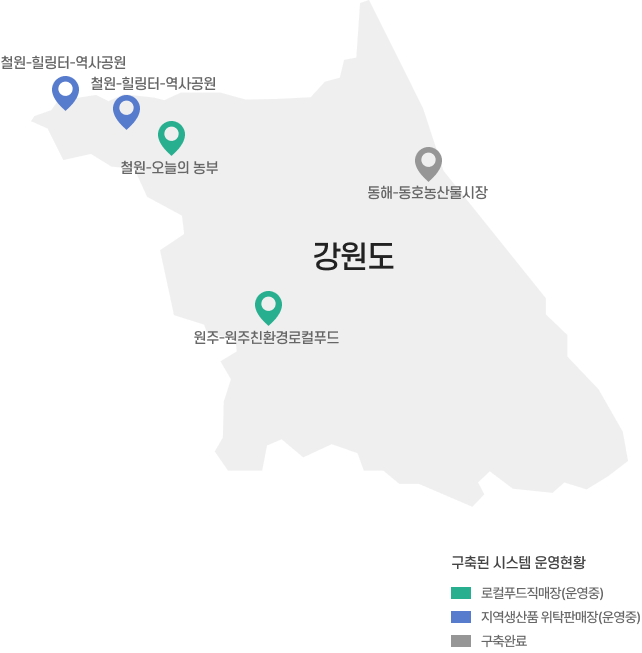 철원-힐링터-역사공원
철원-힐링터-역사공원
철원-오늘의 농부
동해-동호농산물시장
강원도
원주-원주친환경로컬푸드
구축된 시스템 운영현황
로컬푸드직매장(운영중)
지역생산품 위탁판매장(운영중)
구축완료